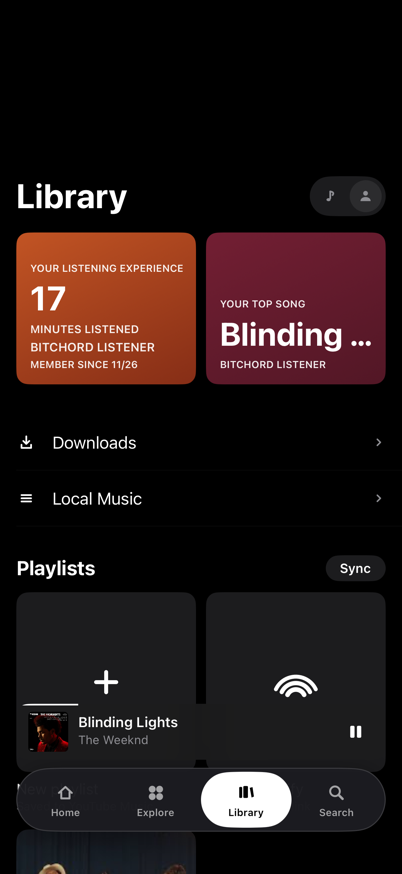 Library
YOUR LISTENING EXPERIENCE
17
MINUTES LISTENED
BITCHORD LISTENER
MEMBER SINCE 11/26
YOUR TOP SONG
Blinding ...
BITCHORD LISTENER
Downloads
Local Music
Playlists
Sync
Blinding Lights
The Weeknd
Home
Explore
Library
Search